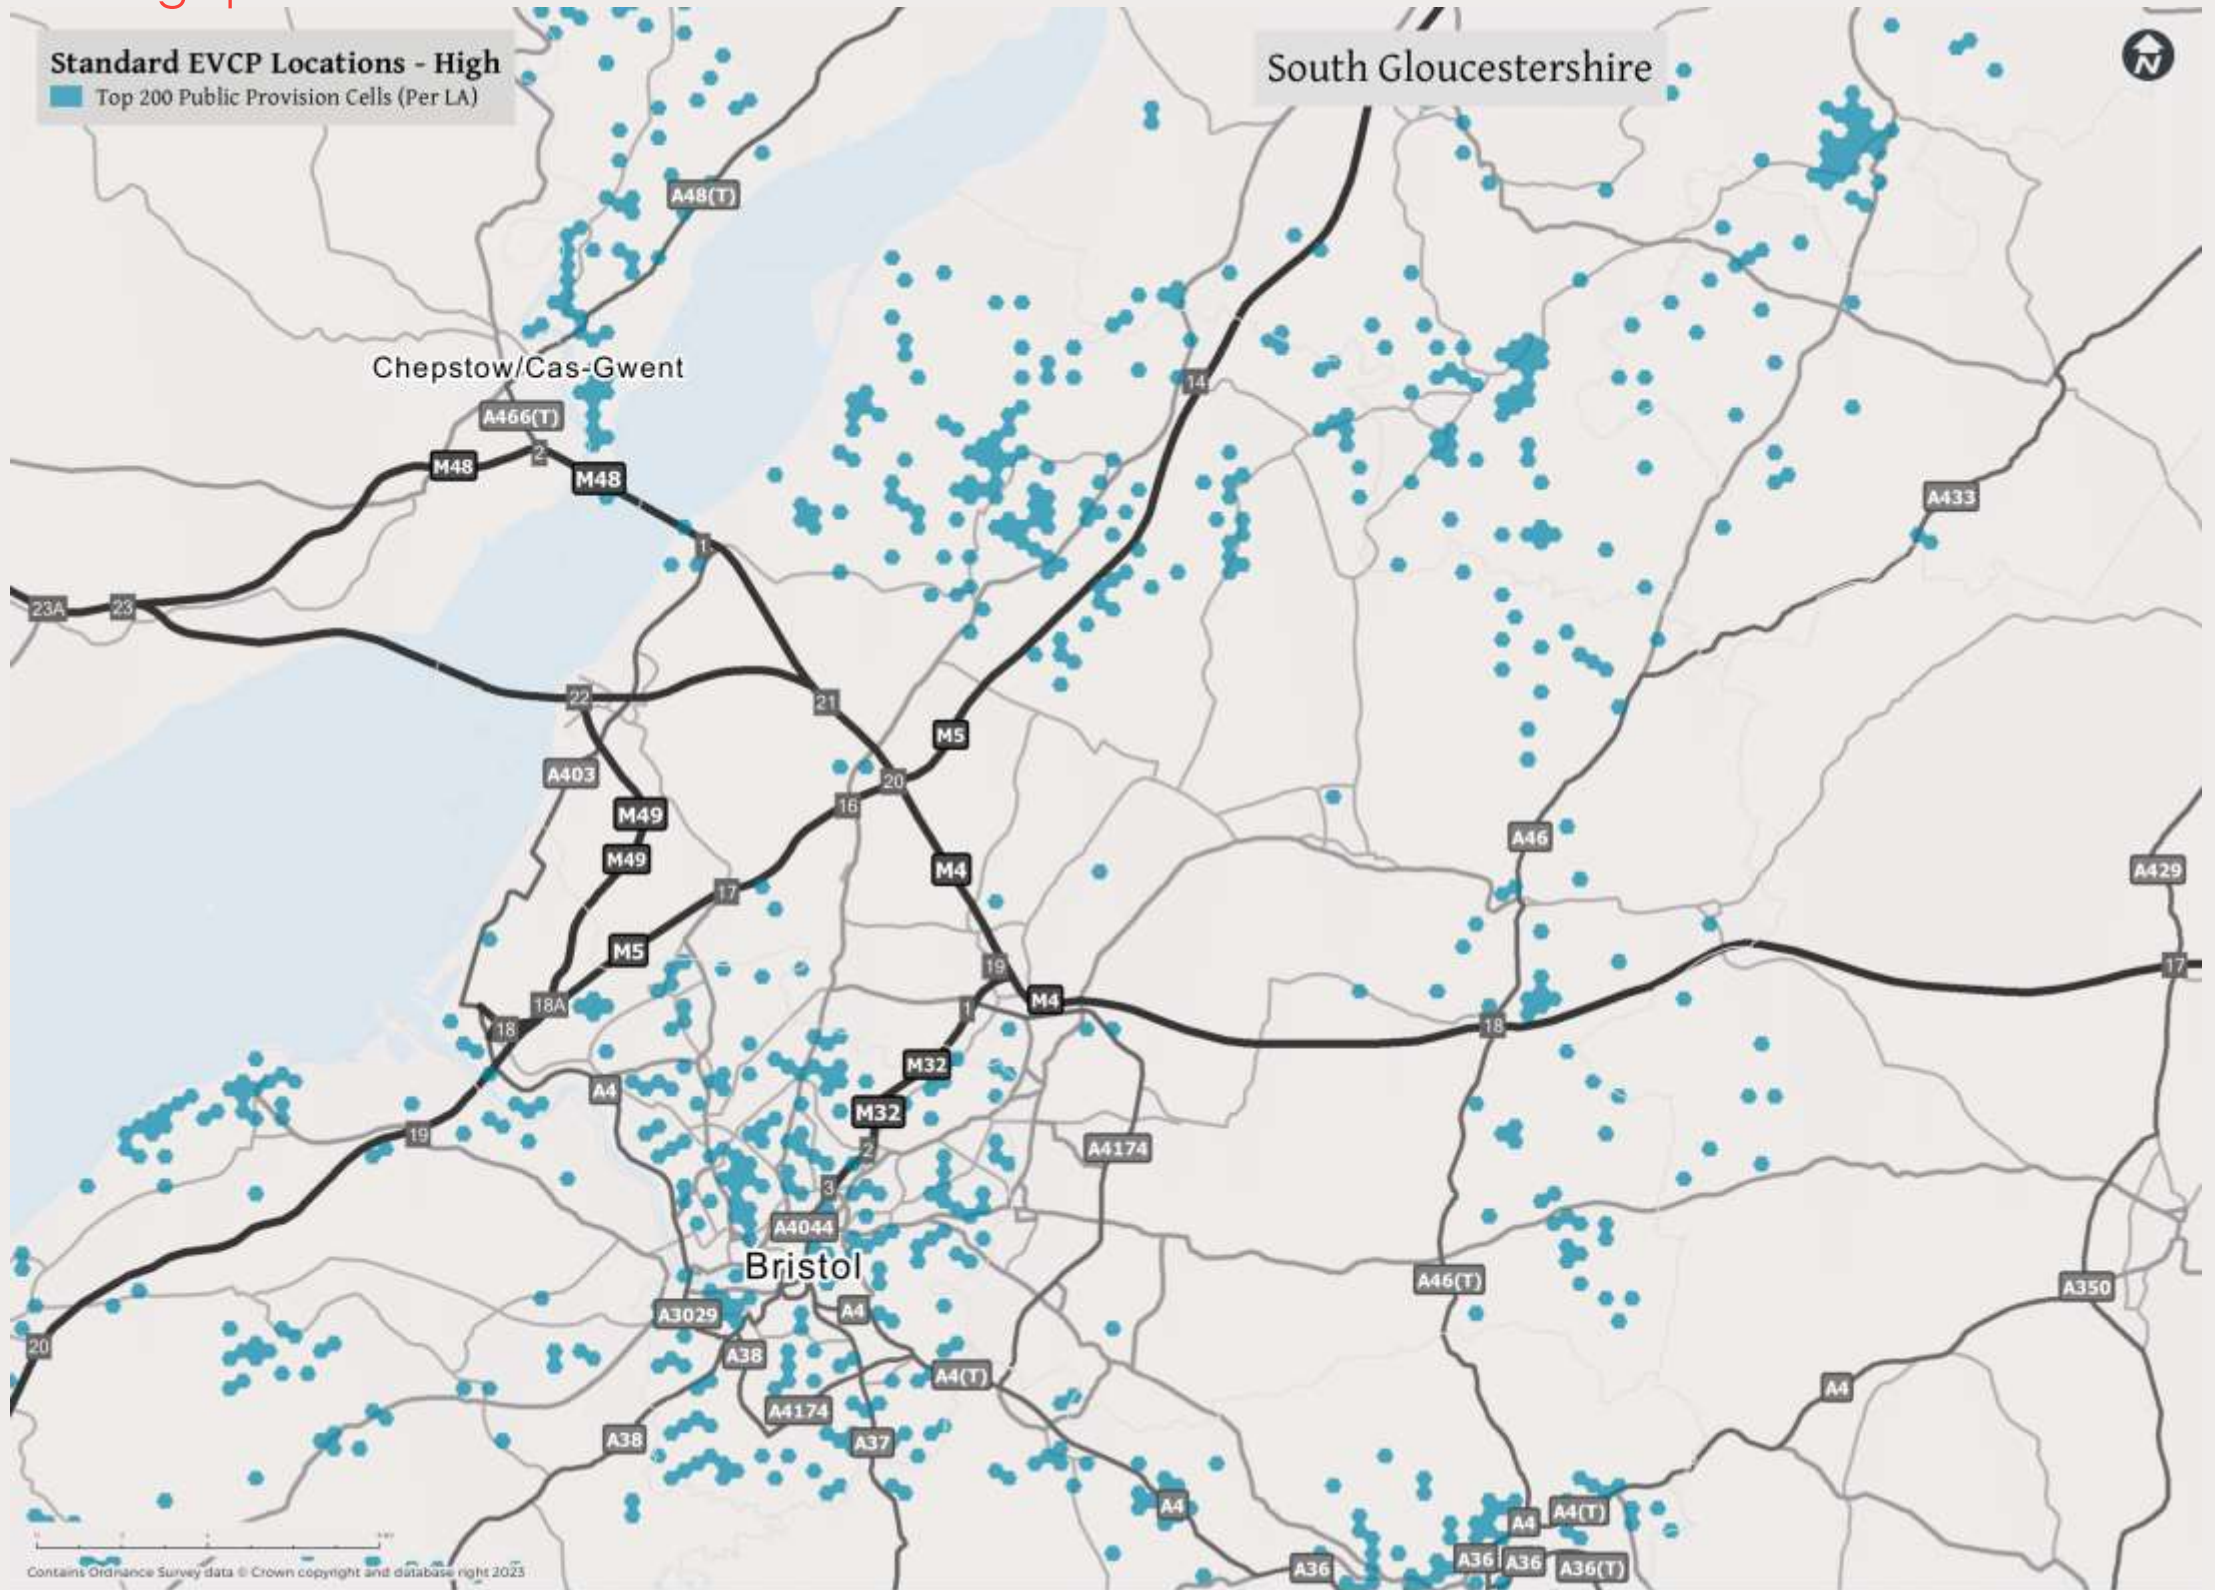 Standard EVCP Locations - High
Top 200 Public Provision Cells (Per LA)
South Gloucestershire
N
A48(T)
Chepstow/Cas-Gwent
14
A466(T)
2
M48
M48
A433
1
23A
23
22
21
M5
A403
20
16
M49
A46
M49
M4
A429
17
M5
19
17
18A
M4
1
18
18
M32
A4
M32
19
2
A4174
3
A4044
Bristol
A46(T)
A350
A3029
A4
20
A38
A4(T)
A4
A4174
A38
A37
A4
A4(T)
A4
A36
A36
A36
A36(T)
Contains Ordnance Survey data © Crown copyright and database right 2023